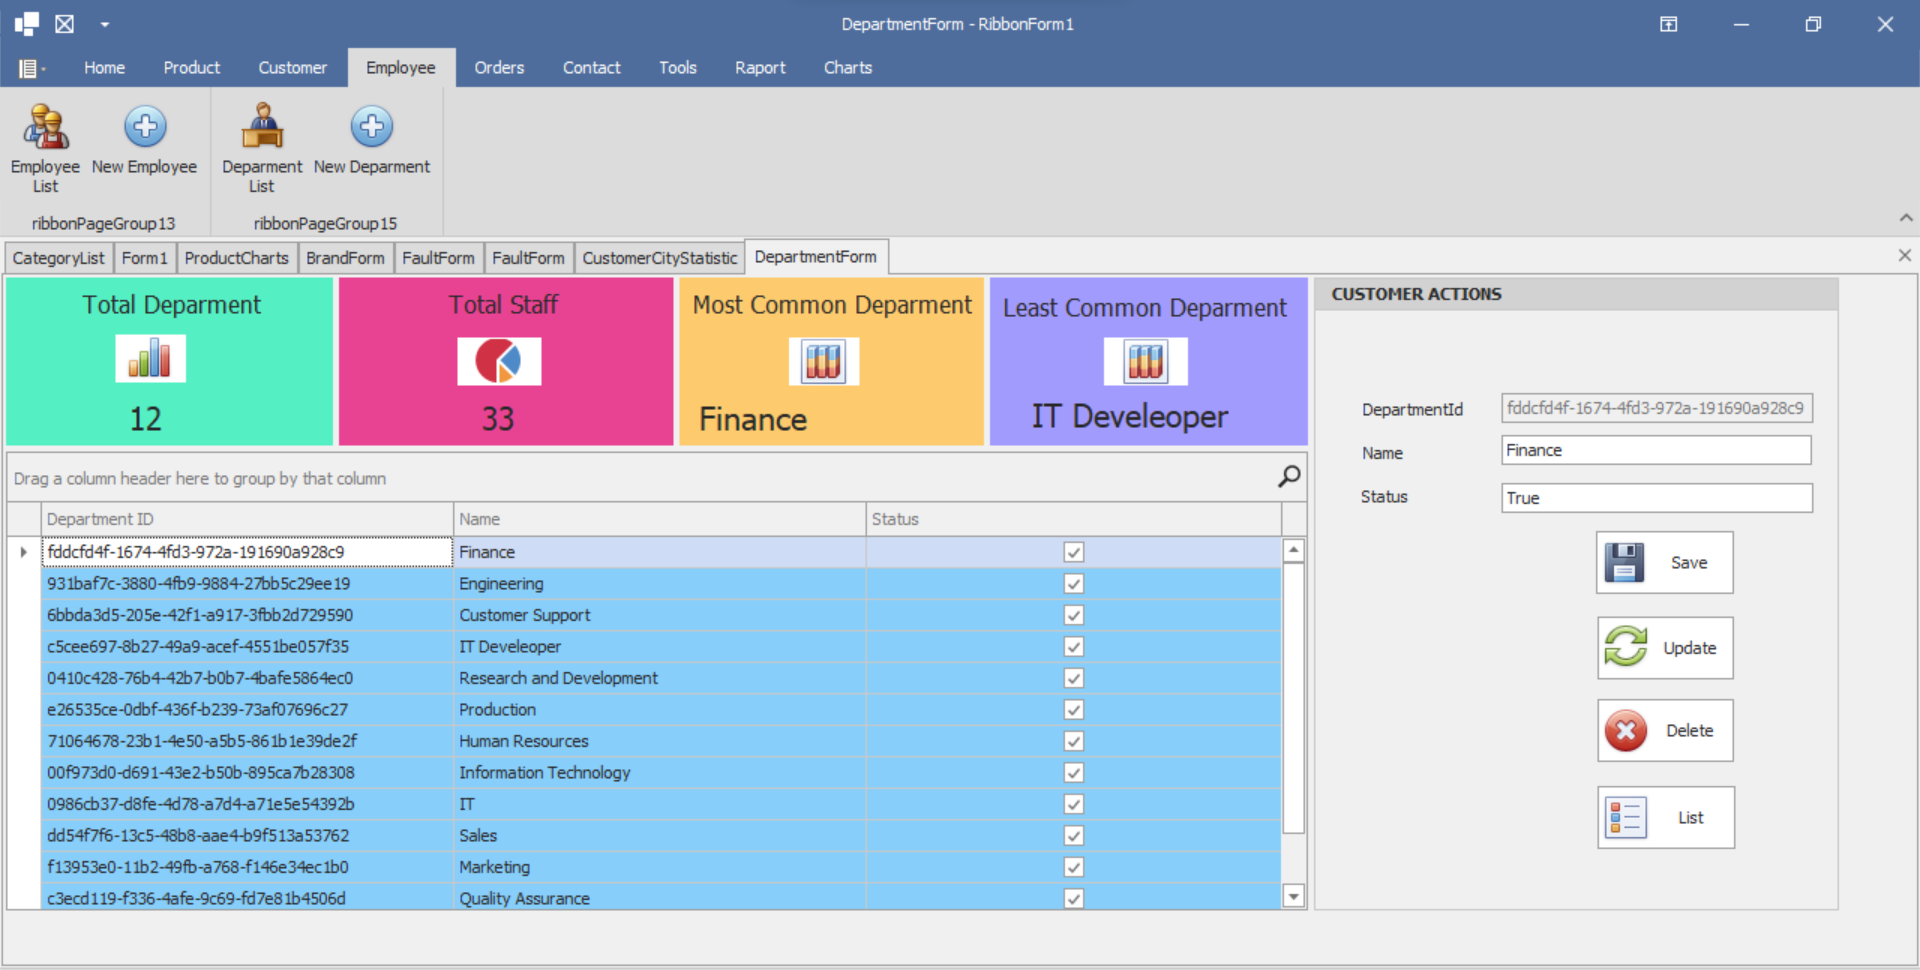 DepartmentForm - RibbonForm1
Home Product Customer Employee Orders Contact Tools Raport Charts
Employee List
New Employee
Deparment List
New Deparment
ribbonPageGroup13
ribbonPageGroup15
CategoryList Form1 ProductCharts BrandForm FaultForm FaultForm CustomerCityStatistic DepartmentForm
Total Deparment
12
Total Staff
33
Most Common Deparment
Finance
Least Common Deparment
IT Develeoper
Drag a column header here to group by that column
Department ID Name Status
fddcfd4f-1674-4fd3-972a-191690a928c9 Finance
931baf7c-3880-4fb9-9884-27bb5c29ee19 Engineering
6bbda3d5-205e-42f1-a917-3fbb2d729590 Customer Support
c5cee697-8b27-49a9-acef-4551be057f35 IT Develeoper
0410c428-76b4-42b7-b0b7-4bafe5864ec0 Research and Development
e26535ce-0dbf-436f-b239-73af07696c27 Production
71064678-23b1-4e50-a5b5-861b1e39de2f Human Resources
00f973d0-d691-43e2-b50b-895ca7b28308 Information Technology
0986cb37-d8fe-4d78-a7d4-a71e5e54392b IT
dd54f7f6-13c5-48b8-aae4-b9f513a53762 Sales
f13953e0-11b2-49fb-a768-f146e34ec1b0 Marketing
c3ecd119-f336-4afe-9c69-fd7e81b4506d Quality Assurance
CUSTOMER ACTIONS
DepartmentId fddcfd4f-1674-4fd3-972a-191690a928c9
Name Finance
Status True
Save
Update
Delete
List